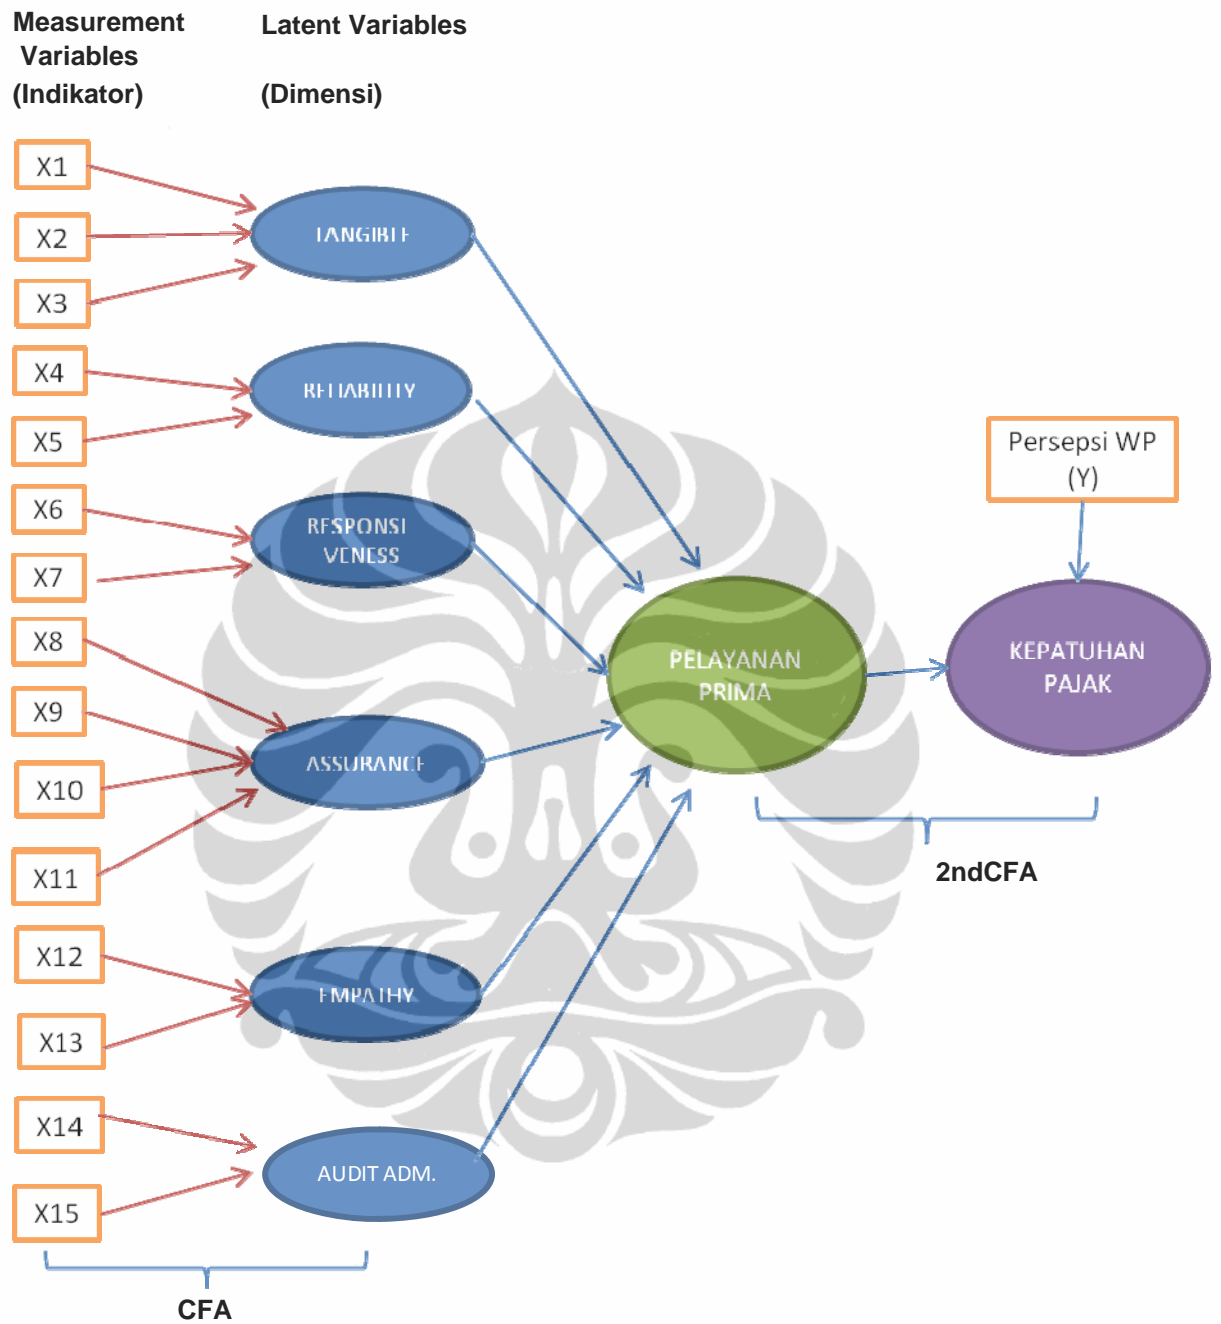 Measurement
Variables
(Indikator)
Latent Variables
(Dimensi)
X1
X2
X3
X4
X5
X6
X7
X8
X9
X10
X11
X12
X13
X14
X15
TANGIBLE
RELIABILITY
RESPONSI
VENESS
ASSURANCE
EMPATHY
AUDIT ADM.
PELAYANAN
PRIMA
Persepsi WP
(Y)
KEPATUHAN
PAJAK
2ndCFA
CFA